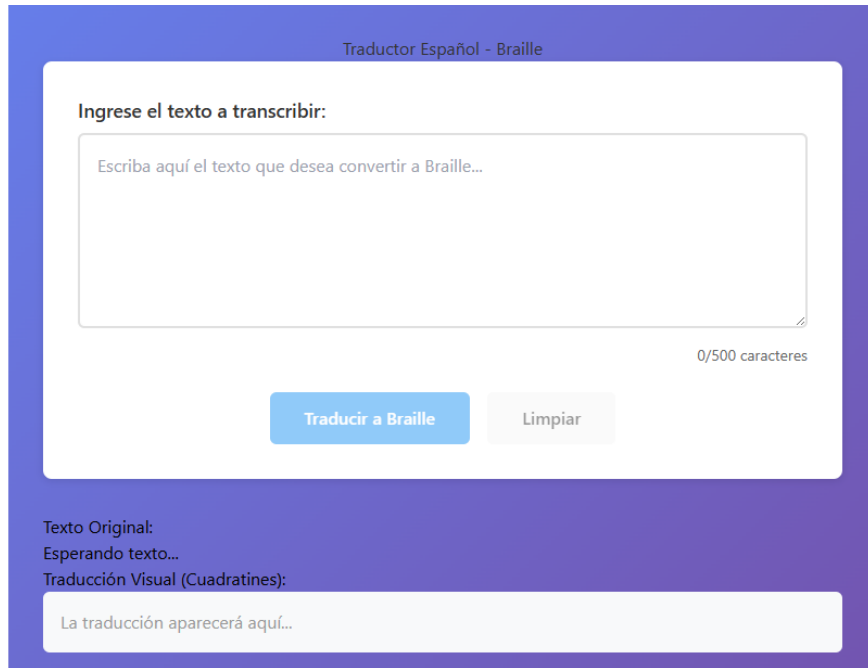 Traductor Español - Braille
Ingrese el texto a transcribir:
Escriba aquí el texto que desea convertir a Braille...
0/500 caracteres
Traducir a Braille
Limpiar
Texto Original:
Esperando texto...
Traducción Visual (Cuadratines):
La traducción aparecerá aquí...